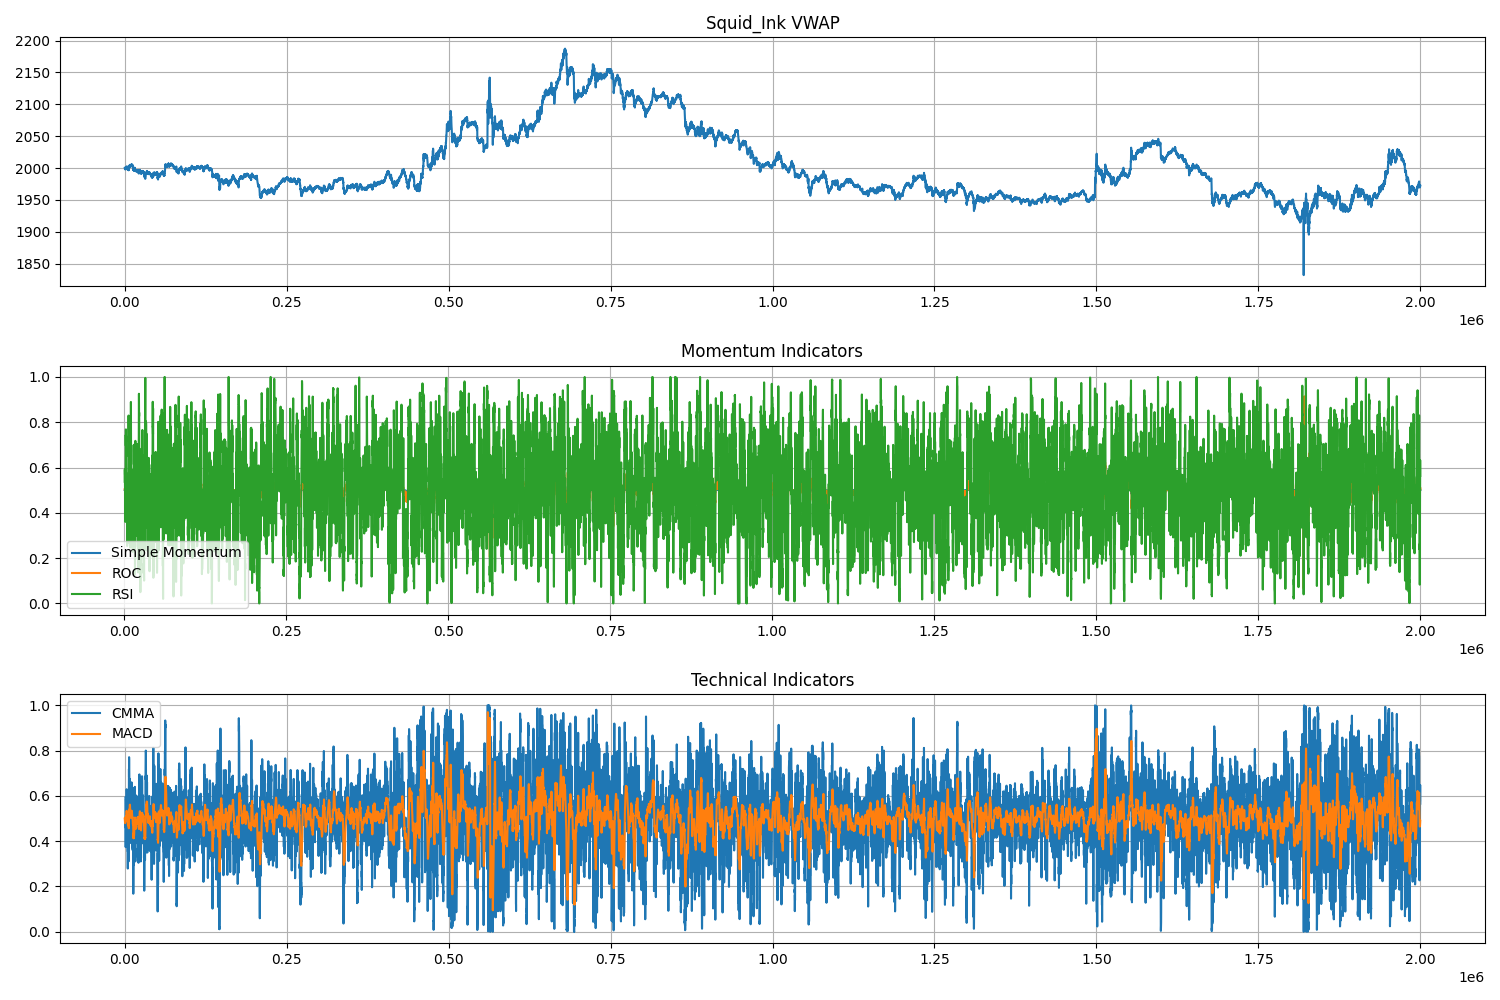 Squid_Ink VWAP
2200
2150
2100
2050
2000
1950
1900
1850
0.00 0.25 0.50 0.75 1.00 1.25 1.50 1.75 2.00
1e6
Momentum Indicators
1.0
0.8
0.6
0.4
0.2
0.0
Simple Momentum
ROC
RSI
0.00 0.25 0.50 0.75 1.00 1.25 1.50 1.75 2.00
1e6
Technical Indicators
1.0
0.8
0.6
0.4
0.2
0.0
CMMA
MACD
0.00 0.25 0.50 0.75 1.00 1.25 1.50 1.75 2.00
1e6